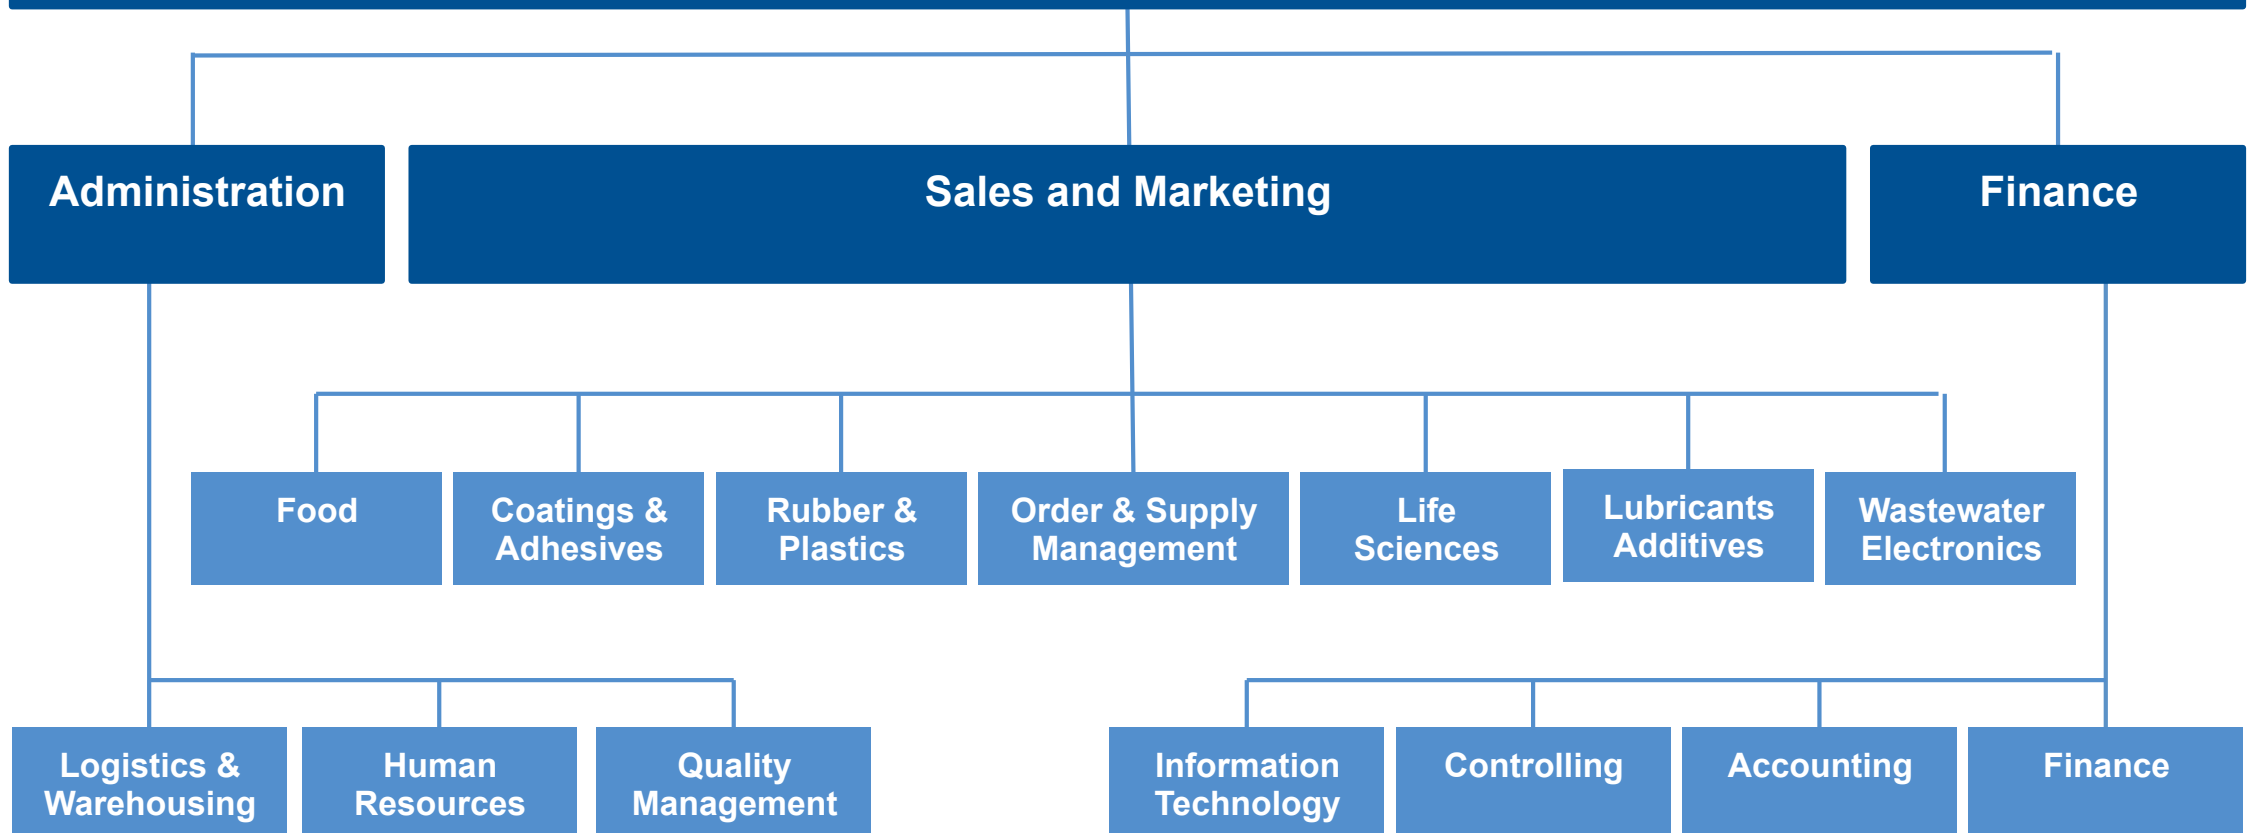 Administration
Sales and Marketing
Finance
Food
Coatings &
Adhesives
Rubber &
Plastics
Order & Supply
Management
Life
Sciences
Lubricants
Additives
Wastewater
Electronics
Logistics &
Warehousing
Human
Resources
Quality
Management
Information
Technology
Controlling
Accounting
Finance